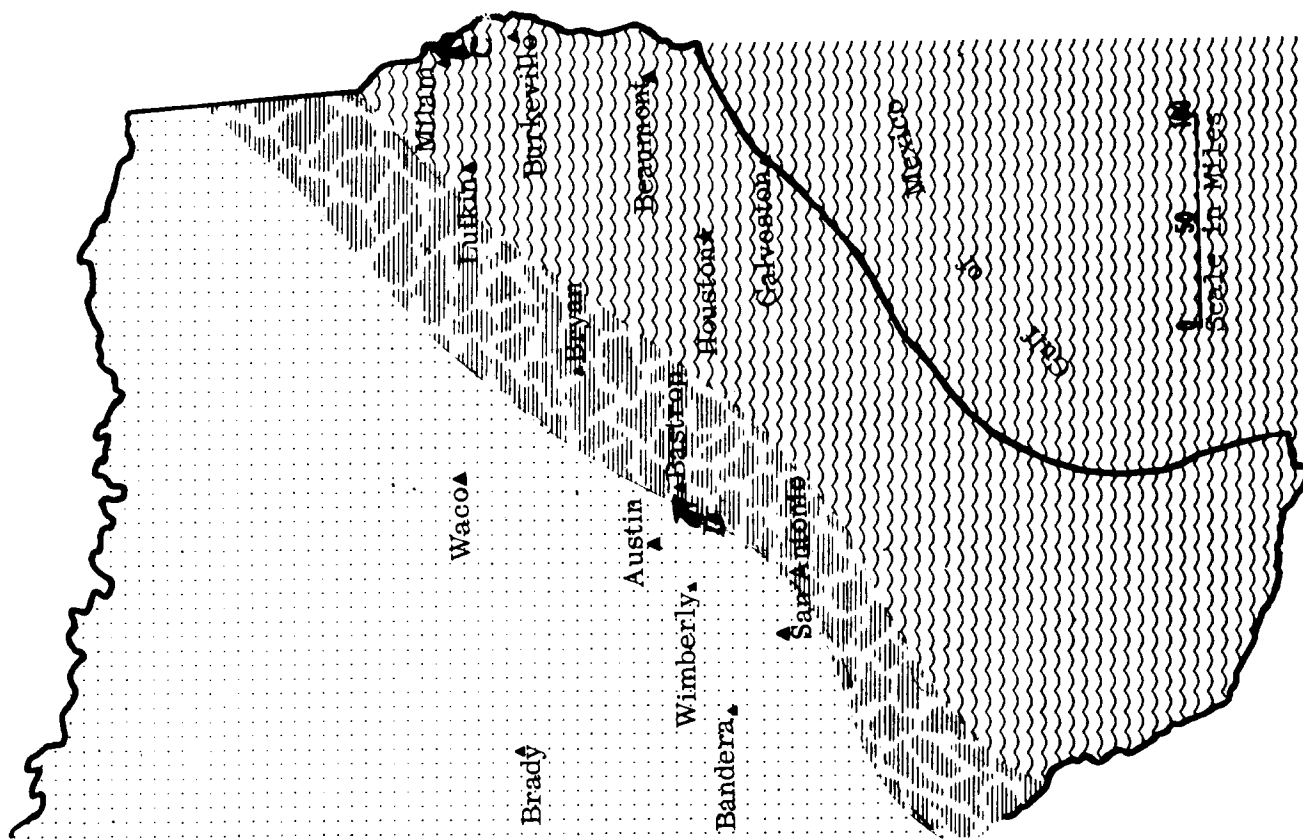 Milam
Burkeville
Lufkin
Beaumont
Bryan
Houston
Galveston
Waco
Bastrop
Austin
San Antonio
Wimberly
Bandera
Brady
Gulf
of
Mexico
0 50 100
Scale in Miles